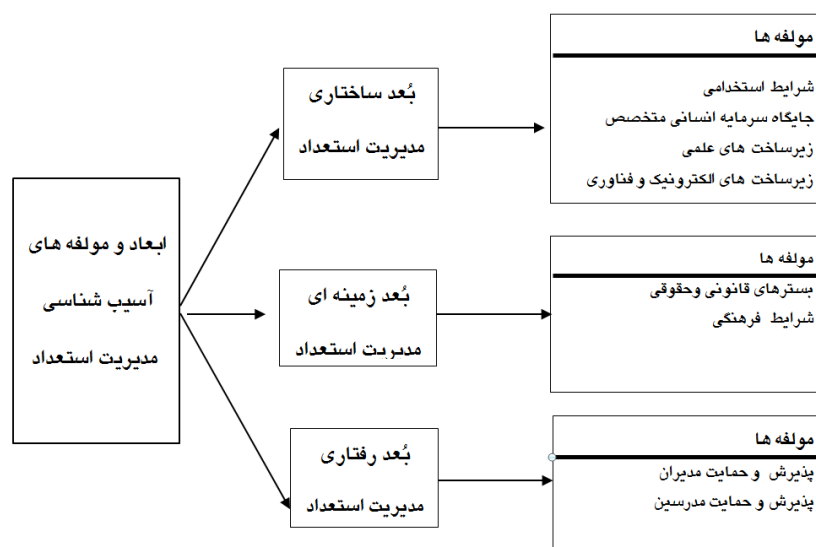 ابعاد و مولفه های
آسیب شناسی
مدیریت استعداد
بُعد ساختاری
مدیریت استعداد
مولفه ها
شرایط استخدامی
جایگاه سرمایه انسانی متخصص
زیرساخت های علمی
زیرساخت های الکترونیک و فناوری
بُعد زمینه ای
مدیریت استعداد
مولفه ها
بسترهای قانونی وحقوقی
شرایط فرهنگی
بُعد رفتاری
مدیریت استعداد
مولفه ها
پذیرش و حمایت مدیران
پذیرش و حمایت مدرسین